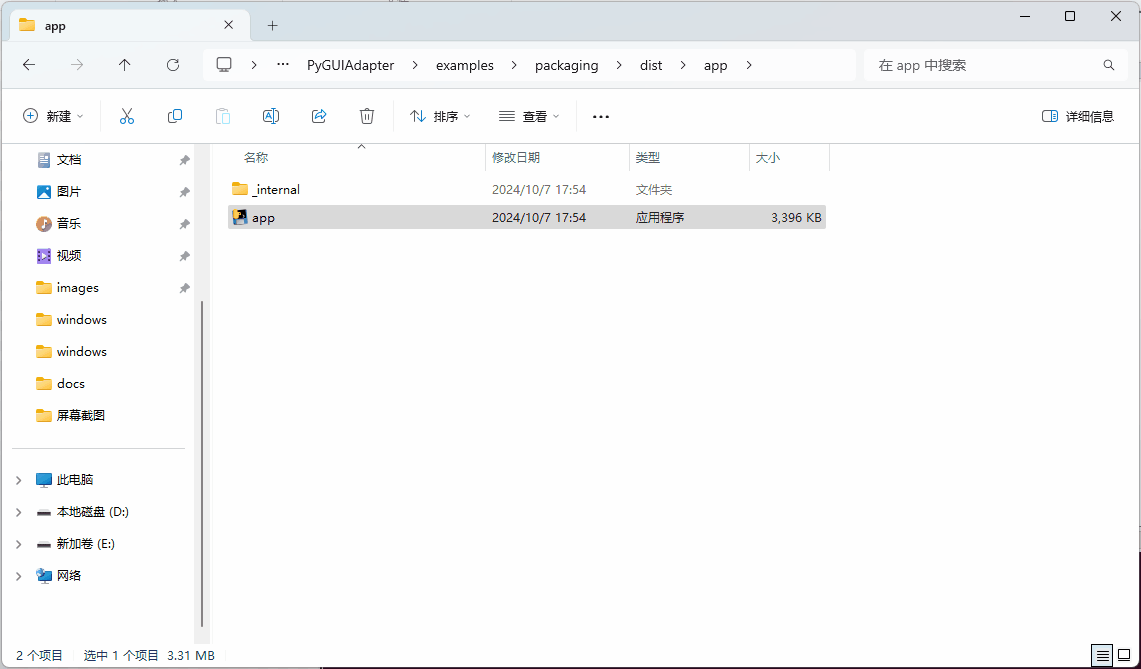 app
PyGUIAdapter examples packaging dist app
在 app 中搜索
新建 排序 查看 详细信息
名称 修改日期 类型 大小
_internal 2024/10/7 17:54 文件夹
app 2024/10/7 17:54 应用程序 3,396 KB
文档
图片
音乐
视频
images
windows
windows
docs
屏幕截图
此电脑
本地磁盘 (D:)
新加卷 (E:)
网络
2 个项目 选中 1 个项目 3.31 MB